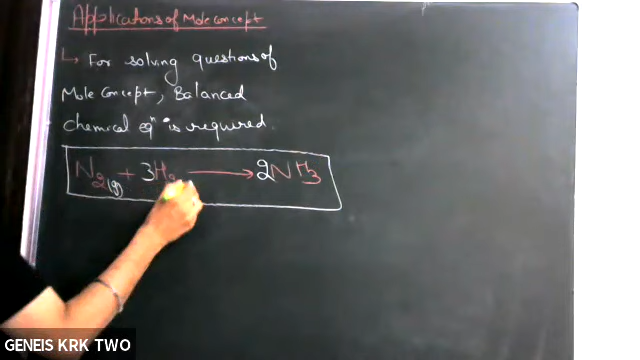 Applications of Mole Concept
↳ For solving questions of
Mole Concept, Balanced
chemical eqⁿ is required.
N₂(g) + 3H₂ → 2NH₃
GENEIS KRK TWO